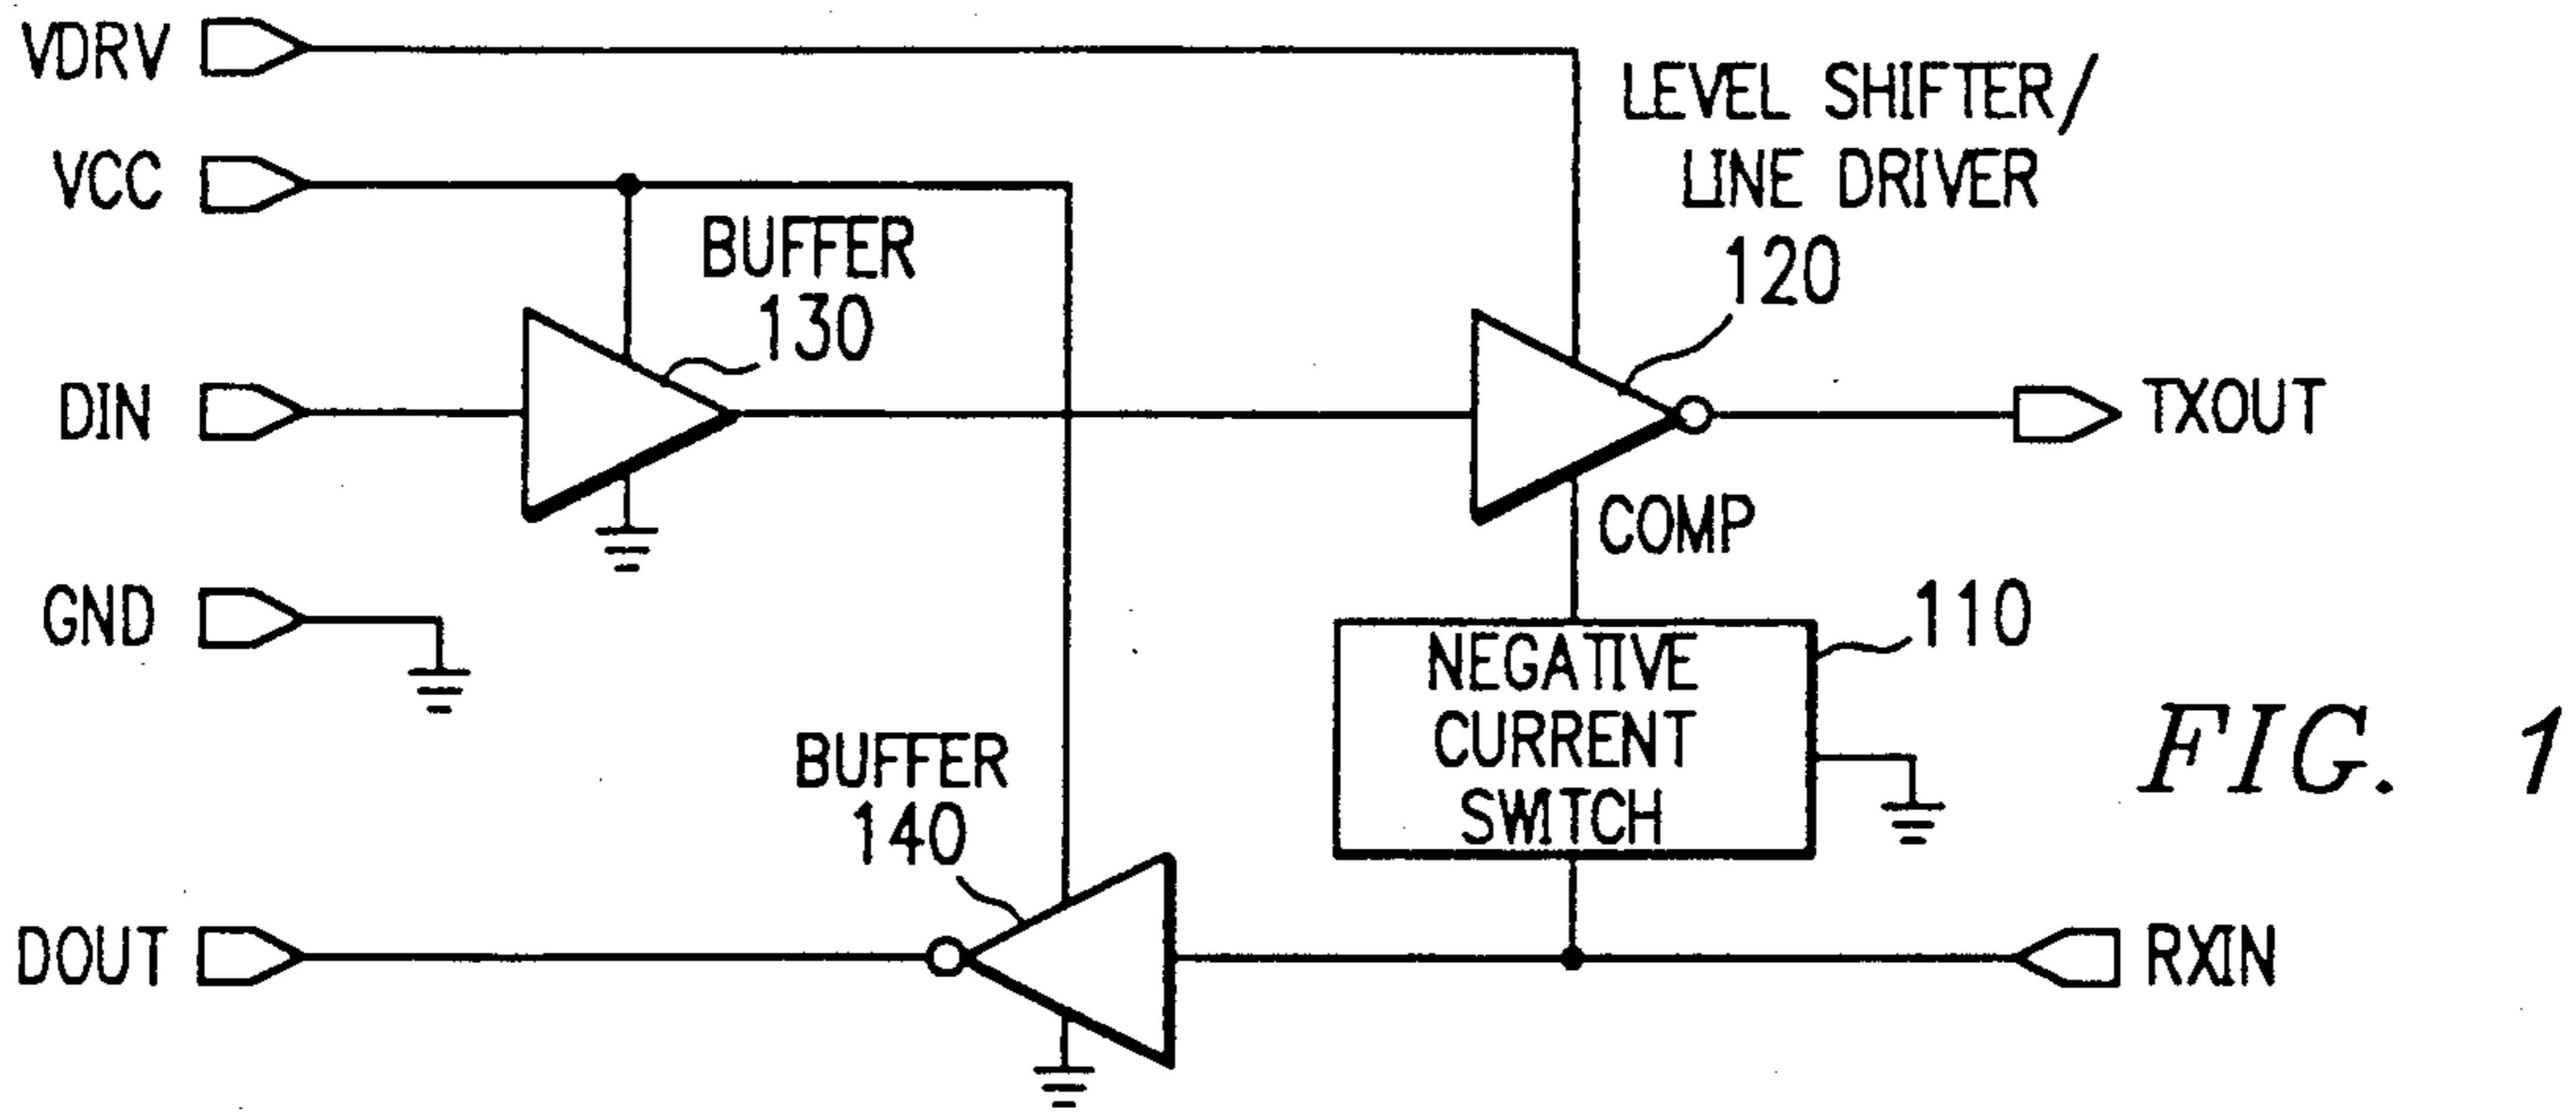 VDRV
LEVEL SHIFTER/
LINE DRIVER
120
VCC
BUFFER
130
DIN
TXOUT
COMP
GND
110
NEGATIVE
CURRENT
SWITCH
FIG. 1
BUFFER
140
DOUT
RXIN